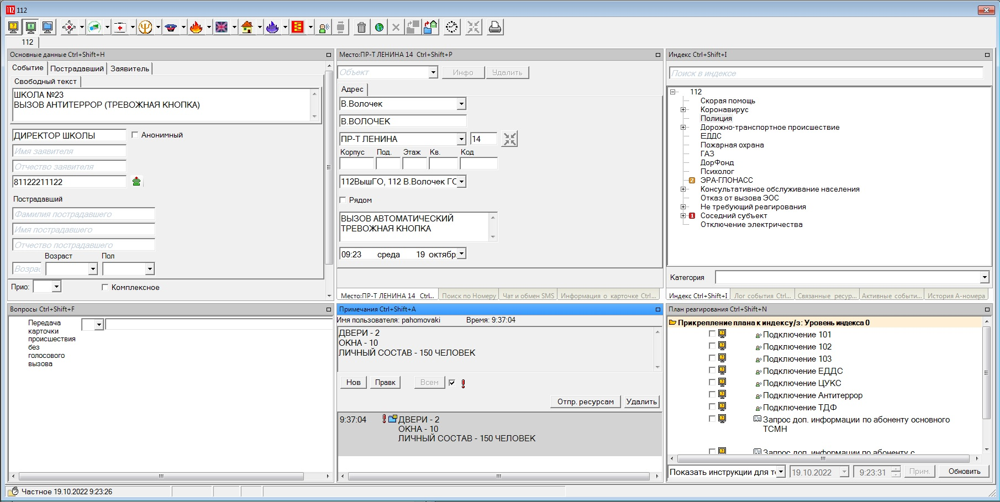 112
112
Основные данные Ctrl+Shift+H
Событие
Пострадавший
Заявитель
Свободный текст
ШКОЛА №23
ВЫЗОВ АНТИТЕРРОР (ТРЕВОЖНАЯ КНОПКА)
ДИРЕКТОР ШКОЛЫ
Анонимный
Имя заявителя
Отчество заявителя
81122211122
Пострадавший
Фамилия пострадавшего
Имя пострадавшего
Отчество пострадавшего
Возраст
Пол
Возрас
Прио:
Комплексное
Место:ПР-Т ЛЕНИНА 14 Ctrl+Shift+P
Объект
Инфо
Удалить
Адрес
В.Волочек
В.ВОЛОЧЕК
ПР-Т ЛЕНИНА
14
Корпус
Под.
Этаж
Кв.
Код
112ВышГО, 112 В.Волочек ГС
Рядом
ВЫЗОВ АВТОМАТИЧЕСКИЙ
ТРЕВОЖНАЯ КНОПКА
09:23 среда 19 октябр
Место:ПР-Т ЛЕНИНА 14 Ctrl...
Поиск по Номеру
Чат и обмен SMS
Информация о карточке Ctrl...
Индекс Ctrl+Shift+I
Поиск в индексе
112
Скорая помощь
Коронавирус
Полиция
Дорожно-транспортное происшествие
ЕДДС
Пожарная охрана
ГАЗ
ДорФонд
Психолог
2 ЭРА-ГЛОНАСС
Консультативное обслуживание населения
Отказ от вызова ЭОС
Не требующий реагирования
1 Соседний субъект
Отключение электричества
Категория
Индекс Ctrl+Shift+I
Лог события Ctrl...
Связанные ресур...
Активные событи...
История А-номера
Вопросы Ctrl+Shift+F
Передача
карточки
происшествия
без
голосового
вызова
Примечания Ctrl+Shift+A
Имя пользователя: pahomovaki
Время: 9:37:04
ДВЕРИ - 2
ОКНА - 10
ЛИЧНЫЙ СОСТАВ - 150 ЧЕЛОВЕК
Нов
Правк
Всем
Отпр. ресурсам
Удалить
9:37:04
ДВЕРИ - 2
ОКНА - 10
ЛИЧНЫЙ СОСТАВ - 150 ЧЕЛОВЕК
План реагирования Ctrl+Shift+N
Прикрепление плана к индексу/з: Уровень индекса 0
Подключение 101
Подключение 102
Подключение 103
Подключение ЕДДС
Подключение ЦУКС
Подключение Антитеррор
Подключение ТДФ
Запрос доп. информации по абоненту основного
ТСМН
Запрос доп. информации по абоненту с
Показать инструкции для т
19.10.2022
9:23:31
Прим.
Обновить
Частное 19.10.2022 9:23:26